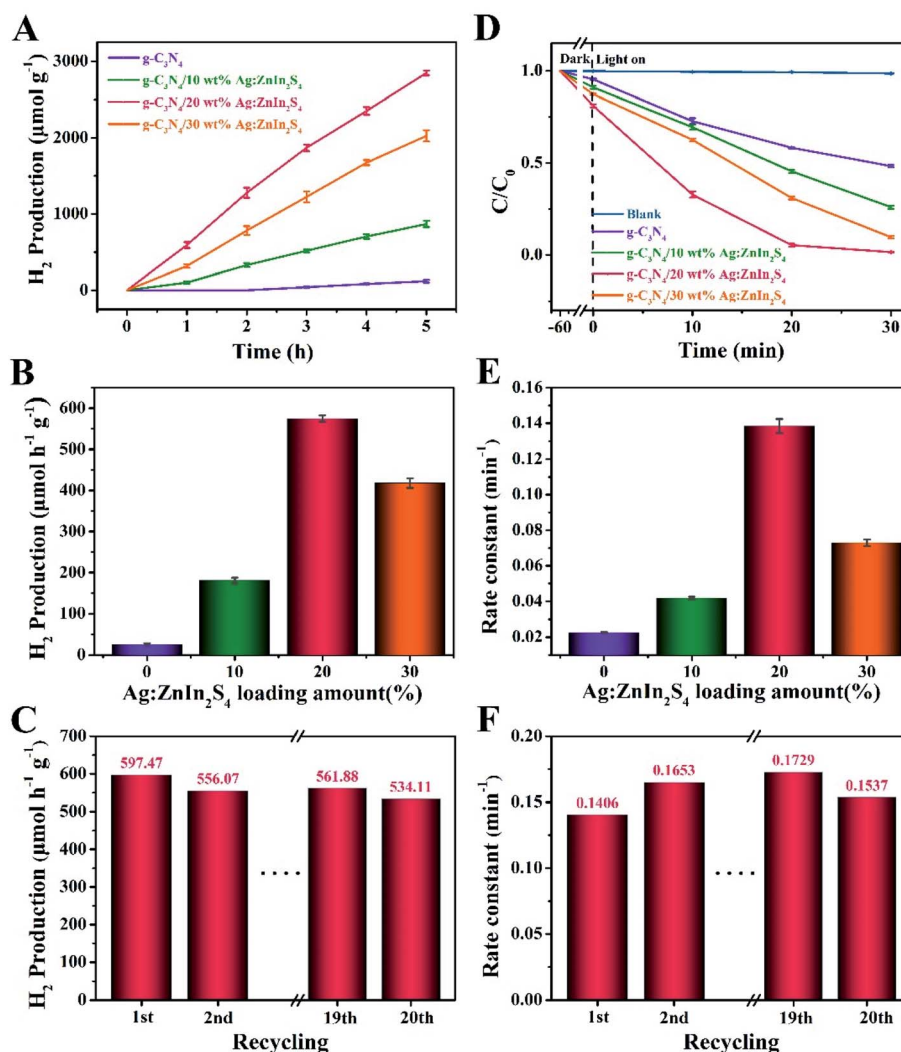 A
H₂ Production (μmol g⁻¹)
3000
2000
1000
0
g-C₃N₄
g-C₃N₄/10 wt% Ag:ZnIn₂S₄
g-C₃N₄/20 wt% Ag:ZnIn₂S₄
g-C₃N₄/30 wt% Ag:ZnIn₂S₄
0 1 2 3 4 5
Time (h)
D
C/C₀
Dark Light on
1.0
0.5
0.0
Blank
g-C₃N₄
g-C₃N₄/10 wt% Ag:ZnIn₂S₄
g-C₃N₄/20 wt% Ag:ZnIn₂S₄
g-C₃N₄/30 wt% Ag:ZnIn₂S₄
-60 0 10 20 30
Time (min)
B
H₂ Production (μmol h⁻¹ g⁻¹)
600
500
400
300
200
100
0
0 10 20 30
Ag:ZnIn₂S₄ loading amount(%)
E
Rate constant (min⁻¹)
0.16
0.14
0.12
0.10
0.08
0.06
0.04
0.02
0 10 20 30
Ag:ZnIn₂S₄ loading amount(%)
C
H₂ Production (μmol h⁻¹ g⁻¹)
700
600
500
400
300
200
100
0
597.47 556.07 ..... 561.88 534.11
1st 2nd 19th 20th
Recycling
F
Rate constant (min⁻¹)
0.20
0.15
0.10
0.05
0.00
0.1406 0.1653 ..... 0.1729 0.1537
1st 2nd 19th 20th
Recycling